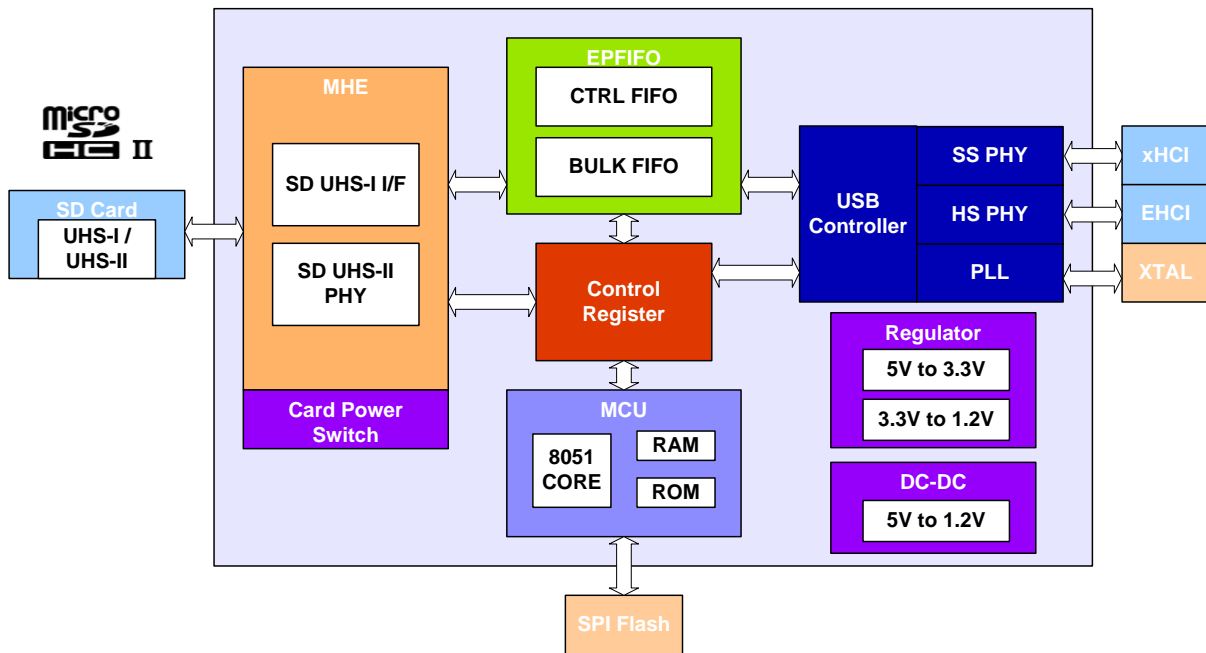 micro
SD
HC II
SD Card
UHS-I /
UHS-II
MHE
SD UHS-I I/F
SD UHS-II
PHY
Card Power
Switch
EPFIFO
CTRL FIFO
BULK FIFO
Control
Register
MCU
8051
CORE
RAM
ROM
SPI Flash
USB
Controller
SS PHY
HS PHY
PLL
xHCI
EHCI
XTAL
Regulator
5V to 3.3V
3.3V to 1.2V
DC-DC
5V to 1.2V